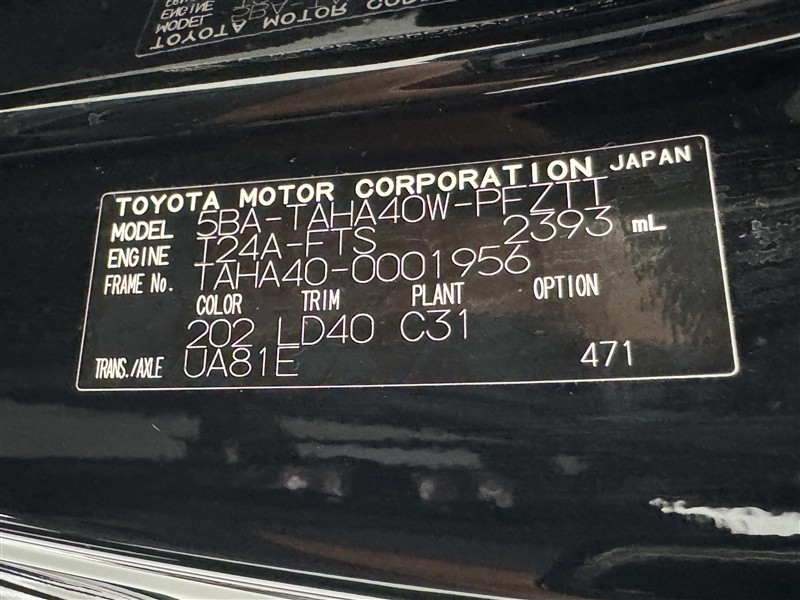 TOYOTA MOTOR CORPORATION JAPAN
MODEL 5BA-TAHA40W-PFZTT
ENGINE T24A-FTS 2393 mL
FRAME No. TAHA40-0001956
COLOR TRIM PLANT OPTION
202 LD40 C31
TRANS./AXLE UA81E 471